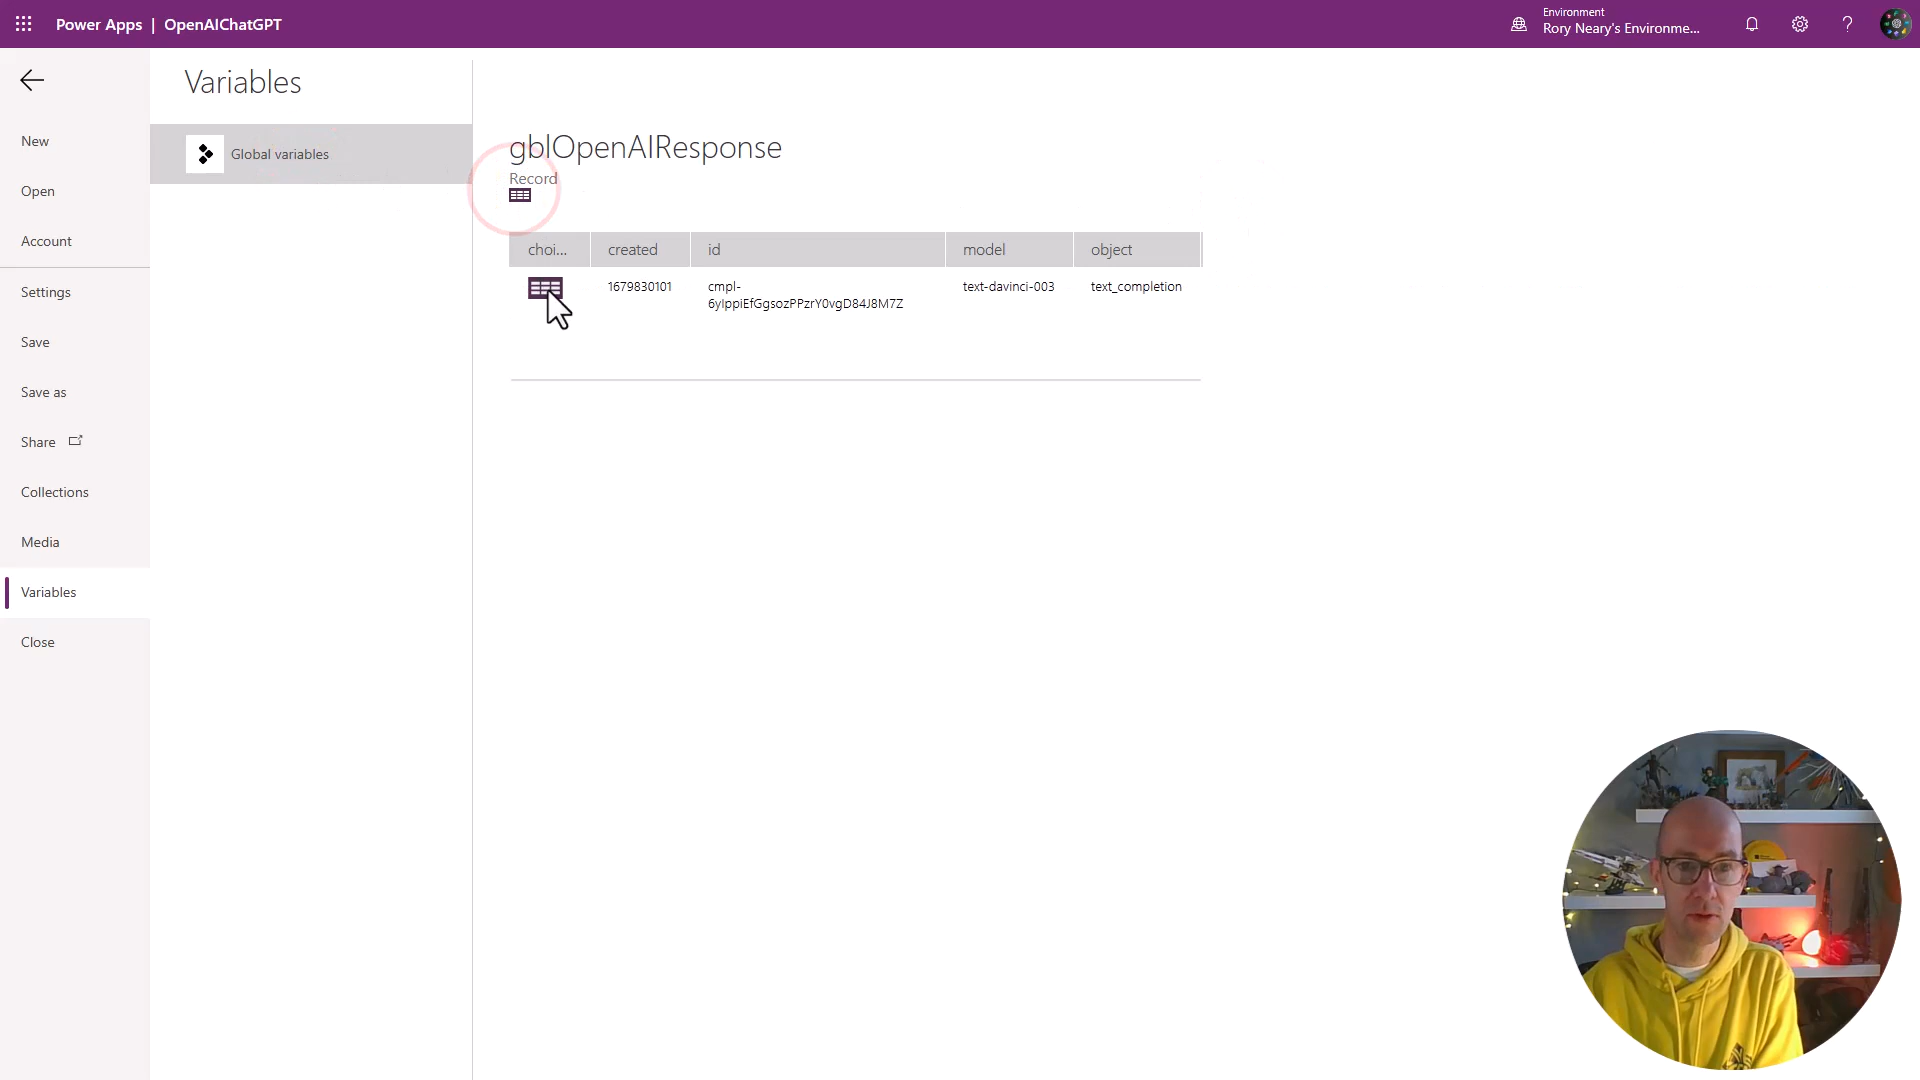 Power Apps | OpenAIChatGPT
Environment
Rory Neary's Environme...
?
Variables
New
Open
Account
Settings
Save
Save as
Share
Collections
Media
Variables
Close
Global variables
gblOpenAIResponse
Record
choi... created id model object
1679830101 cmpl- text-davinci-003 text_completion
6yIppiEfGgsozPPzrY0vgD84J8M7Z